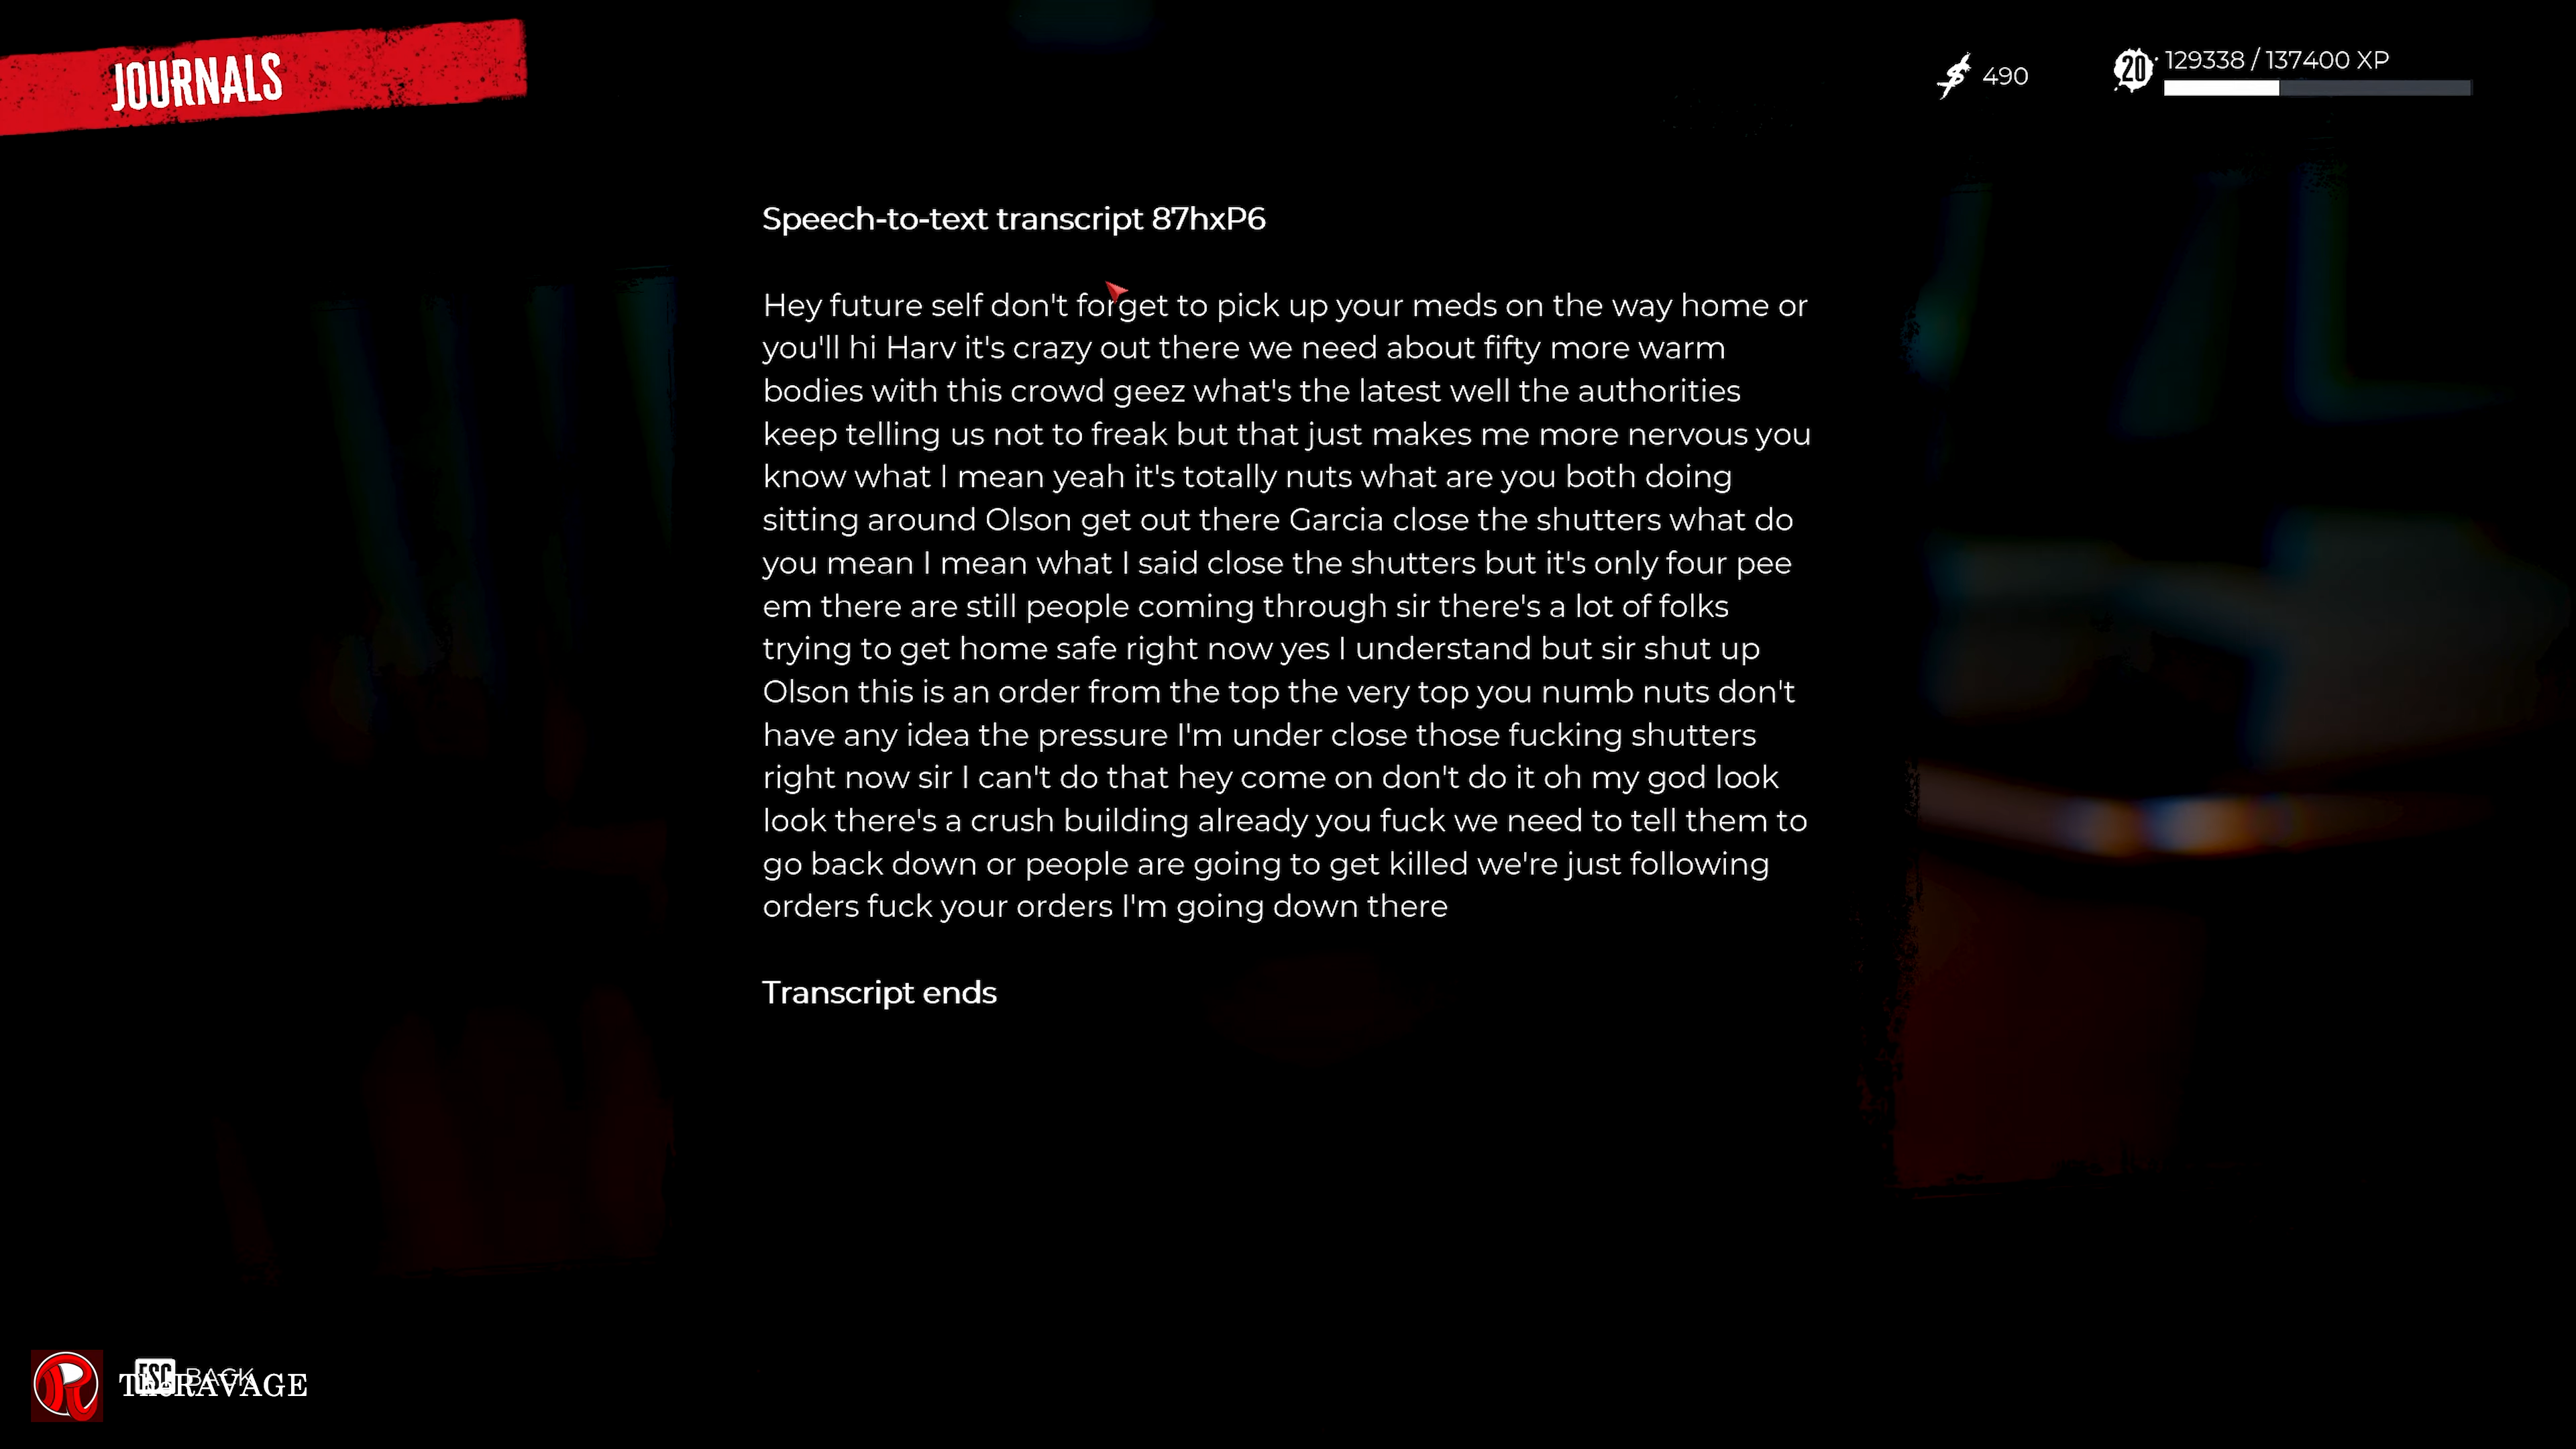 JOURNALS
$ 490
20 129338 / 137400 XP
Speech-to-text transcript 87hxP6
Hey future self don't forget to pick up your meds on the way home or
you'll hi Harv it's crazy out there we need about fifty more warm
bodies with this crowd geez what's the latest well the authorities
keep telling us not to freak but that just makes me more nervous you
know what I mean yeah it's totally nuts what are you both doing
sitting around Olson get out there Garcia close the shutters what do
you mean I mean what I said close the shutters but it's only four pee
em there are still people coming through sir there's a lot of folks
trying to get home safe right now yes I understand but sir shut up
Olson this is an order from the top the very top you numb nuts don't
have any idea the pressure I'm under close those fucking shutters
right now sir I can't do that hey come on don't do it oh my god look
look there's a crush building already you fuck we need to tell them to
go back down or people are going to get killed we're just following
orders fuck your orders I'm going down there
Transcript ends
ESC BACK
R TheRAVAGE